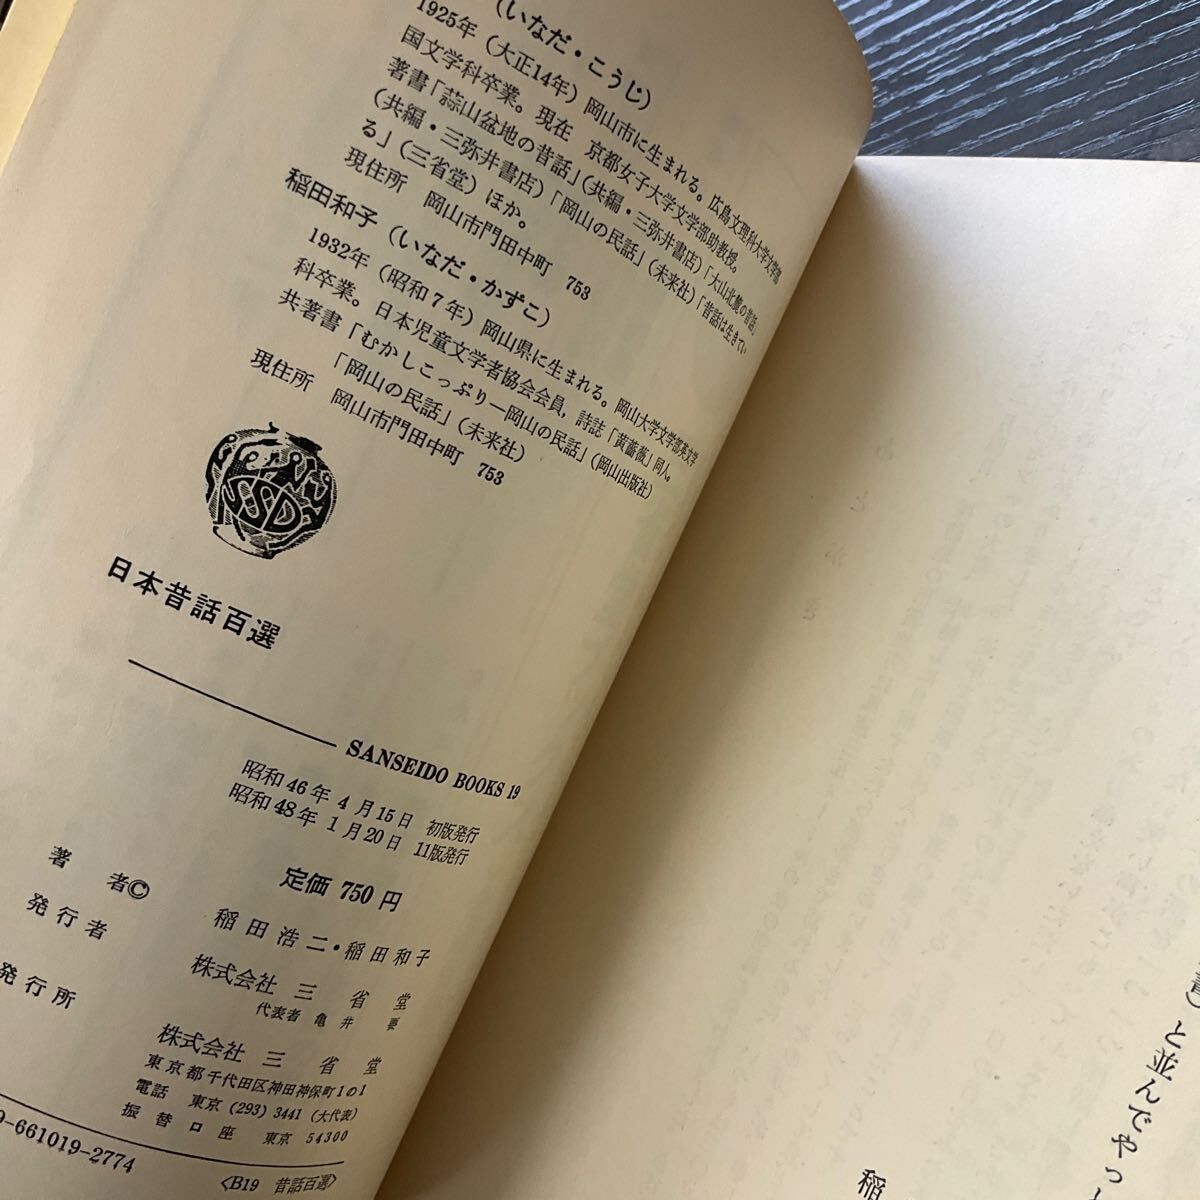 (いなだ・こうじ)
1925年(大正14年)岡山市に生まれる。広島文理科大学文学部
国文学科卒業。現在 京都女子大学文学部助教授。
著書「蒜山盆地の昔話」(共編・三弥井書店)「大山北麓の昔話」
(共編・三弥井書店)「岡山の民話」(未来社)「昔話は生きてい
る」(三省堂)ほか。
現住所 岡山市門田中町 753
稲田和子(いなだ・かずこ)
1932年(昭和7年)岡山県に生まれる。岡山大学文学部英文学
科卒業。日本児童文学者協会会員,詩誌「黄薔薇」同人。
共著書「むかしこっぷり―岡山の民話」(岡山出版社)
「岡山の民話」(未来社)
現住所 岡山市門田中町 753
日本昔話百選
SANSEIDO BOOKS 19
昭和46年4月15日 初版発行
昭和48年1月20日 11版発行
定価 750円
著者© 稲田浩二・稲田和子
発行者 株式会社 三省堂
代表者 亀井要
発行所 株式会社 三省堂
東京都千代田区神田神保町1の1
電話 東京(293)3441(大代表)
振替口座 東京 54300
9-661019-2774
〈B19 昔話百選〉
書)と並んでやっ
稲